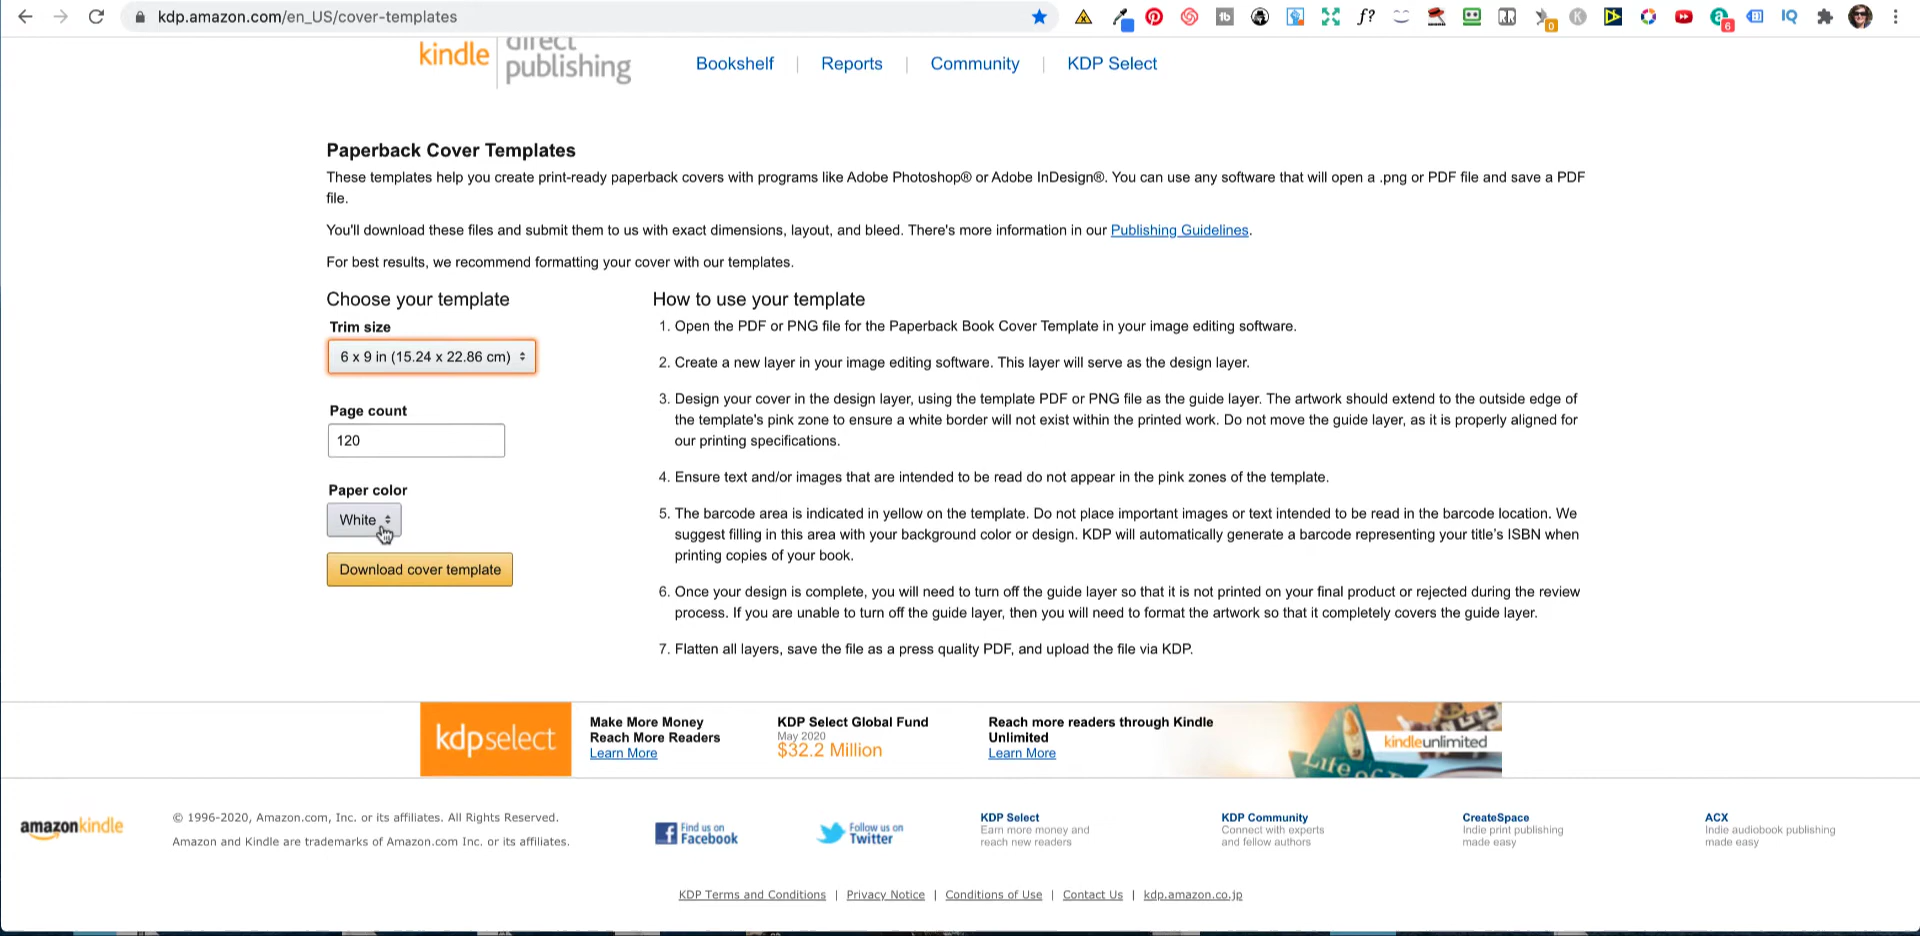 kdp.amazon.com/en_US/cover-templates
f?
tb
RR
0
K
6
IQ
kindle direct publishing
Bookshelf | Reports | Community | KDP Select
Paperback Cover Templates
These templates help you create print-ready paperback covers with programs like Adobe Photoshop® or Adobe InDesign®. You can use any software that will open a .png or PDF file and save a PDF
file.
You'll download these files and submit them to us with exact dimensions, layout, and bleed. There's more information in our Publishing Guidelines.
For best results, we recommend formatting your cover with our templates.
Choose your template
Trim size
6 x 9 in (15.24 x 22.86 cm)
Page count
120
Paper color
White
Download cover template
How to use your template
1. Open the PDF or PNG file for the Paperback Book Cover Template in your image editing software.
2. Create a new layer in your image editing software. This layer will serve as the design layer.
3. Design your cover in the design layer, using the template PDF or PNG file as the guide layer. The artwork should extend to the outside edge of
the template's pink zone to ensure a white border will not exist within the printed work. Do not move the guide layer, as it is properly aligned for
our printing specifications.
4. Ensure text and/or images that are intended to be read do not appear in the pink zones of the template.
5. The barcode area is indicated in yellow on the template. Do not place important images or text intended to be read in the barcode location. We
suggest filling in this area with your background color or design. KDP will automatically generate a barcode representing your title's ISBN when
printing copies of your book.
6. Once your design is complete, you will need to turn off the guide layer so that it is not printed on your final product or rejected during the review
process. If you are unable to turn off the guide layer, then you will need to format the artwork so that it completely covers the guide layer.
7. Flatten all layers, save the file as a press quality PDF, and upload the file via KDP.
kdpselect
Make More Money
Reach More Readers
Learn More
KDP Select Global Fund
May 2020
$32.2 Million
Reach more readers through Kindle
Unlimited
Learn More
Life of
kindleunlimited
amazonkindle
© 1996-2020, Amazon.com, Inc. or its affiliates. All Rights Reserved.
Amazon and Kindle are trademarks of Amazon.com Inc. or its affiliates.
Find us on
Facebook
Follow us on
Twitter
KDP Select
Earn more money and
reach new readers
KDP Community
Connect with experts
and fellow authors
CreateSpace
Indie print publishing
made easy
ACX
Indie audiobook publishing
made easy
KDP Terms and Conditions | Privacy Notice | Conditions of Use | Contact Us | kdp.amazon.co.jp